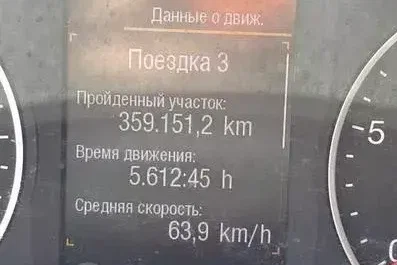 Данные о движ.
Поездка 3
Пройденный участок:
359.151,2 km
Время движения:
5.612:45 h
Средняя скорость:
63,9 km/h
5
0